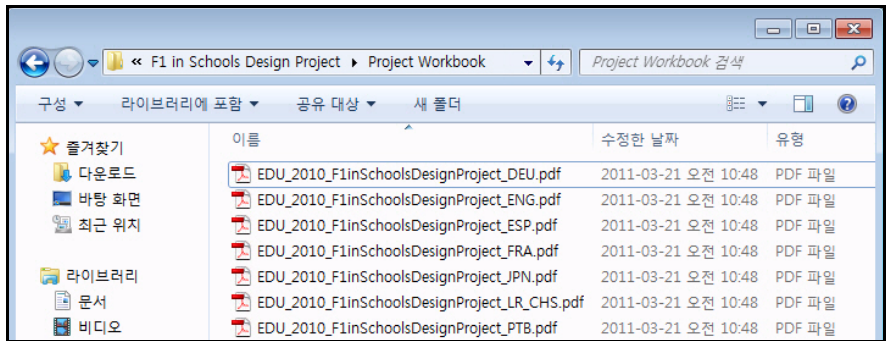 « F1 in Schools Design Project ▸ Project Workbook
Project Workbook 검색
구성 ▼ 라이브러리에 포함 ▼ 공유 대상 ▼ 새 폴더
즐겨찾기
다운로드
바탕 화면
최근 위치
라이브러리
문서
비디오
이름 수정한 날짜 유형
EDU_2010_F1inSchoolsDesignProject_DEU.pdf 2011-03-21 오전 10:48 PDF 파일
EDU_2010_F1inSchoolsDesignProject_ENG.pdf 2011-03-21 오전 10:48 PDF 파일
EDU_2010_F1inSchoolsDesignProject_ESP.pdf 2011-03-21 오전 10:48 PDF 파일
EDU_2010_F1inSchoolsDesignProject_FRA.pdf 2011-03-21 오전 10:48 PDF 파일
EDU_2010_F1inSchoolsDesignProject_JPN.pdf 2011-03-21 오전 10:48 PDF 파일
EDU_2010_F1inSchoolsDesignProject_LR_CHS.pdf 2011-03-21 오전 10:48 PDF 파일
EDU_2010_F1inSchoolsDesignProject_PTB.pdf 2011-03-21 오전 10:48 PDF 파일